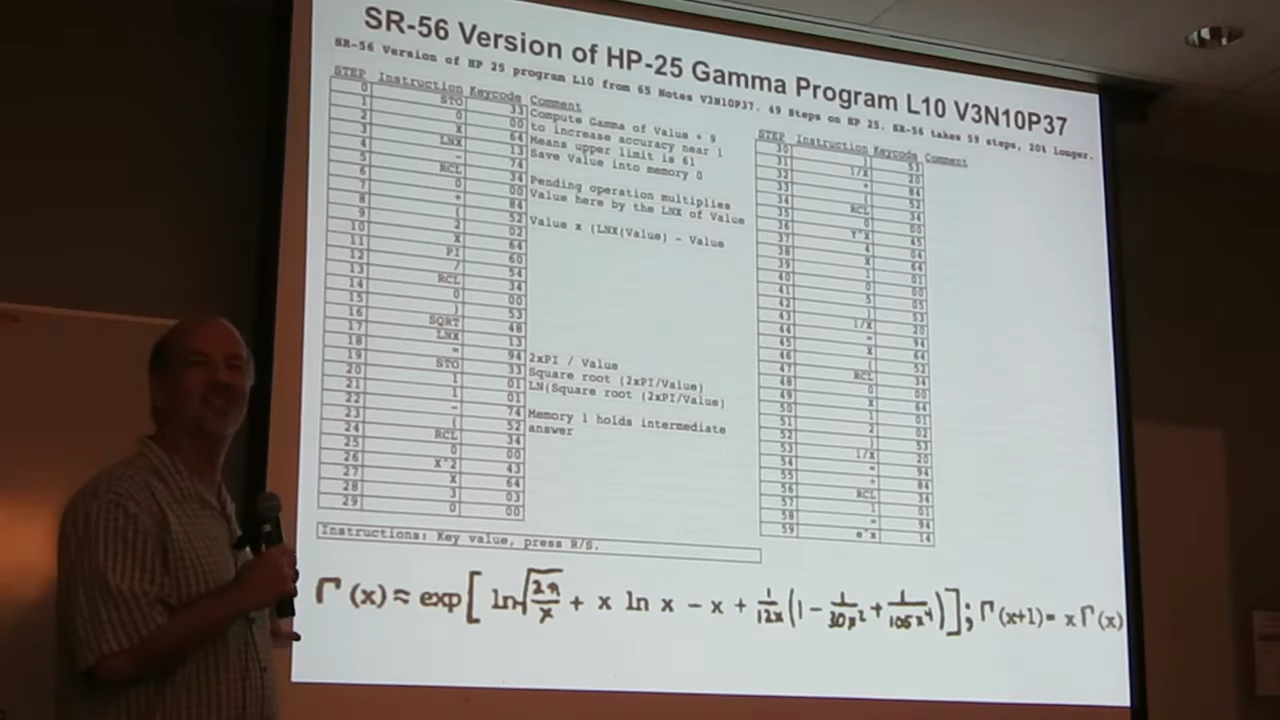 SR-56 Version of HP-25 Gamma Program L10 V3N10P37
SR-56 Version of HP 25 program L10 from 65 Notes V3N10P37. 49 Steps on HP 25. SR-56 takes 59 steps, 20% longer.
STEP Instruction Keycode Comment
0 STO 33 Compute Gamma of Value + 9
1 0 00 to increase accuracy near 1
2 X 64 Means upper limit is 61
3 LNX 13 Save Value into memory 0
4 - 74
5 RCL 34 Pending operation multiplies
6 0 00 Value here by the LNX of Value
7 + 84
8 ( 52 Value x (LNX(Value) - Value
9 2 02
10 X 64
11 PI 60
12 / 54
13 RCL 34
14 0 00
15 ) 53
16 SQRT 48
17 LNX 13
18 = 94 2xPI / Value
19 STO 33 Square root (2xPI/Value)
20 1 01 LN(Square root (2xPI/Value)
21 1 01
22 - 74 Memory 1 holds intermediate
23 ( 52 answer
24 RCL 34
25 0 00
26 X^2 43
27 X 64
28 3 03
29 0 00
STEP Instruction Keycode Comment
30 ) 53
31 1/X 20
32 + 84
33 ( 52
34 RCL 34
35 0 00
36 Y^X 45
37 4 04
38 X 64
39 1 01
40 0 00
41 5 05
42 ) 53
43 1/X 20
44 = 94
45 X 64
46 ( 52
47 RCL 34
48 0 00
49 X 64
50 1 01
51 2 02
52 ) 53
53 1/X 20
54 = 94
55 + 84
56 RCL 34
57 1 01
58 = 94
59 e^x 14
Instructions: Key value, press R/S.
Γ(x) ≈ exp[ ln√(2π/x) + x ln x − x + 1/12x (1 − 1/30x² + 1/105x⁴)]; Γ(x+1) = x Γ(x)